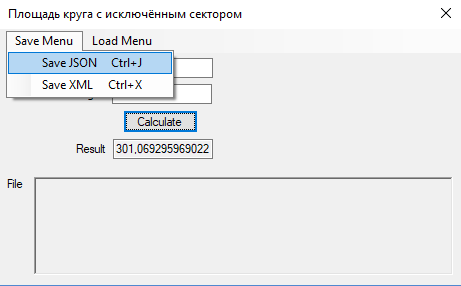 Площадь круга с исключённым сектором
Save Menu Load Menu
Save JSON Ctrl+J
Save XML Ctrl+X
Calculate
Result 301,069295969022
File